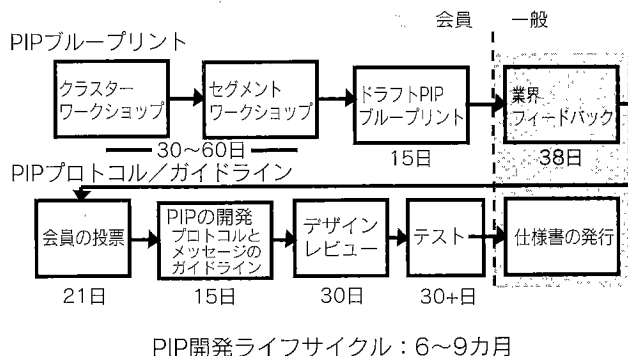 会員 一般
PIPブループリント
クラスター
ワークショップ
セグメント
ワークショップ
ドラフトPIP
ブループリント
業界
フィードバック
30〜60日
15日
38日
PIPプロトコル／ガイドライン
会員の投票
PIPの開発
プロトコルと
メッセージの
ガイドライン
デザイン
レビュー
テスト
仕様書の発行
21日
15日
30日
30+日
PIP開発ライフサイクル：6〜9カ月